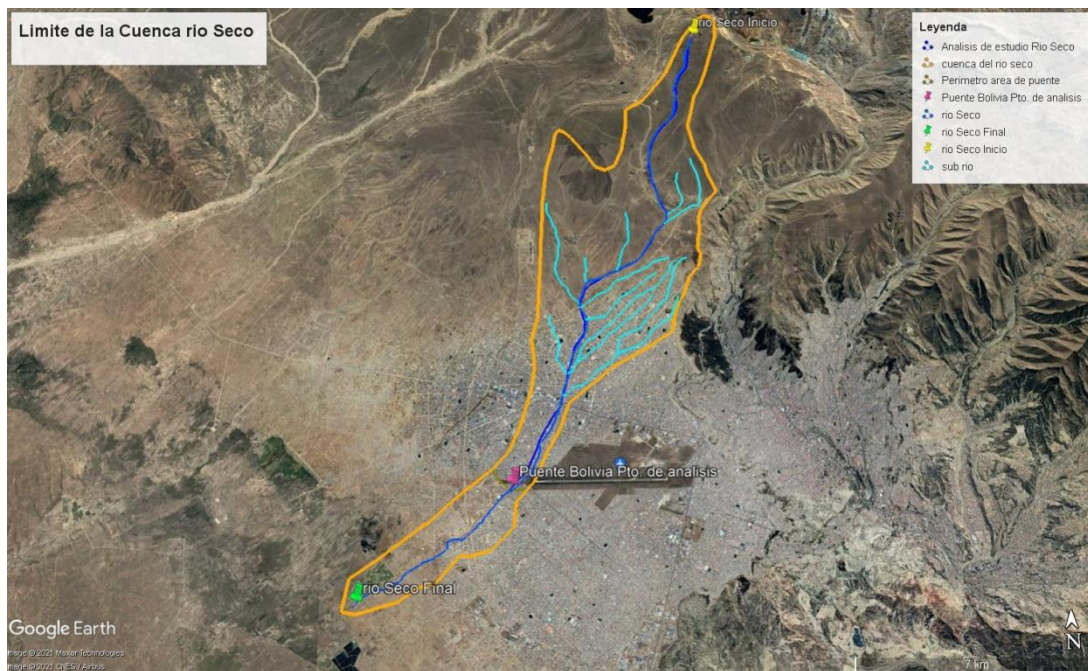 Limite de la Cuenca rio Seco
rio Seco Inicio
Leyenda
Analisis de estudio Rio Seco
cuenca del rio seco
Perimetro area de puente
Puente Bolivia Pto. de analisis
rio Seco
rio Seco Final
rio Seco Inicio
sub rio
Puente Bolivia Pto. de analisis
rio Seco Final
Google Earth
Image © 2021 Maxar Technologies
Image © 2021 CNES / Airbus
7 km
N